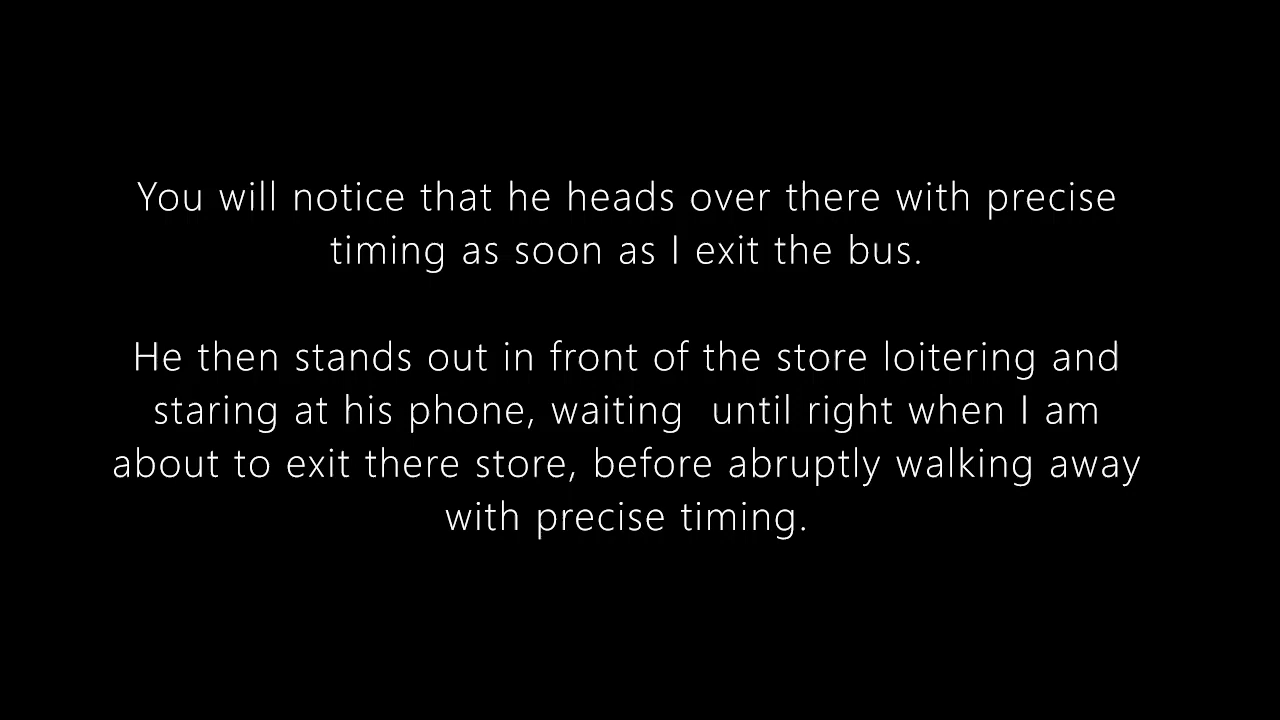 You will notice that he heads over there with precise
timing as soon as I exit the bus.
He then stands out in front of the store loitering and
staring at his phone, waiting  until right when I am
about to exit there store, before abruptly walking away
with precise timing.